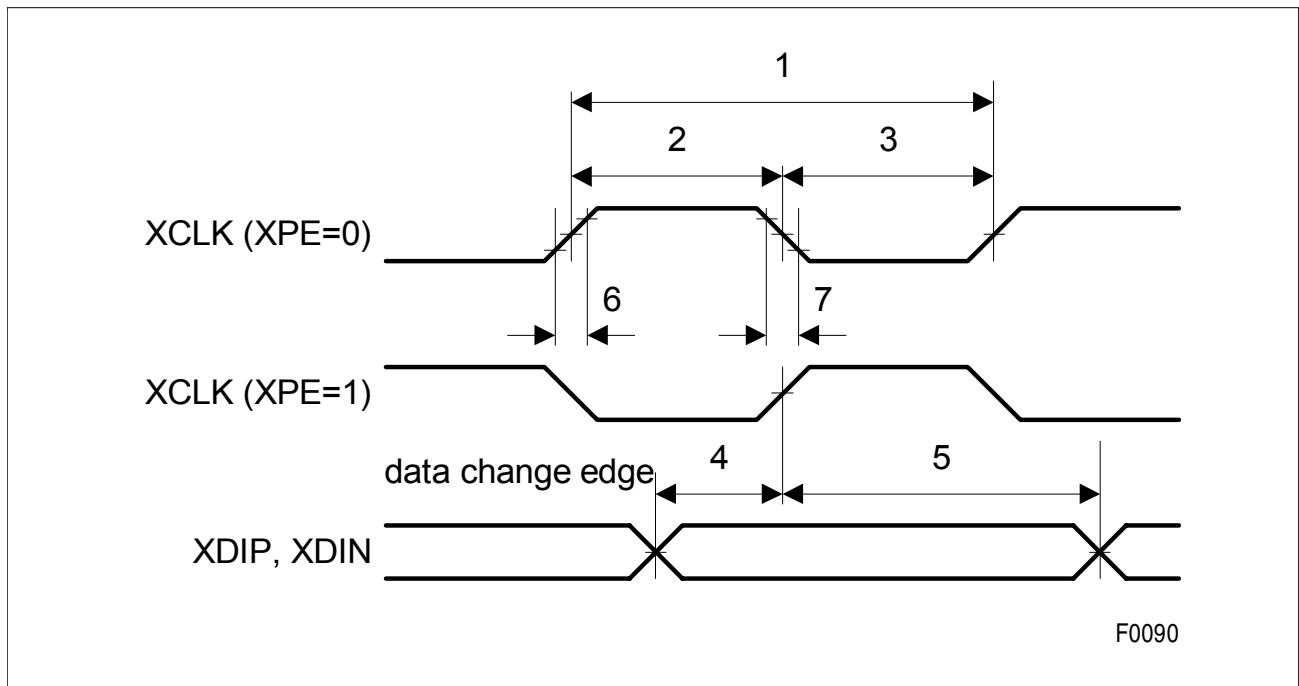 1
2
3
XCLK (XPE=0)
6
7
XCLK (XPE=1)
data change edge
4
5
XDIP, XDIN
F0090